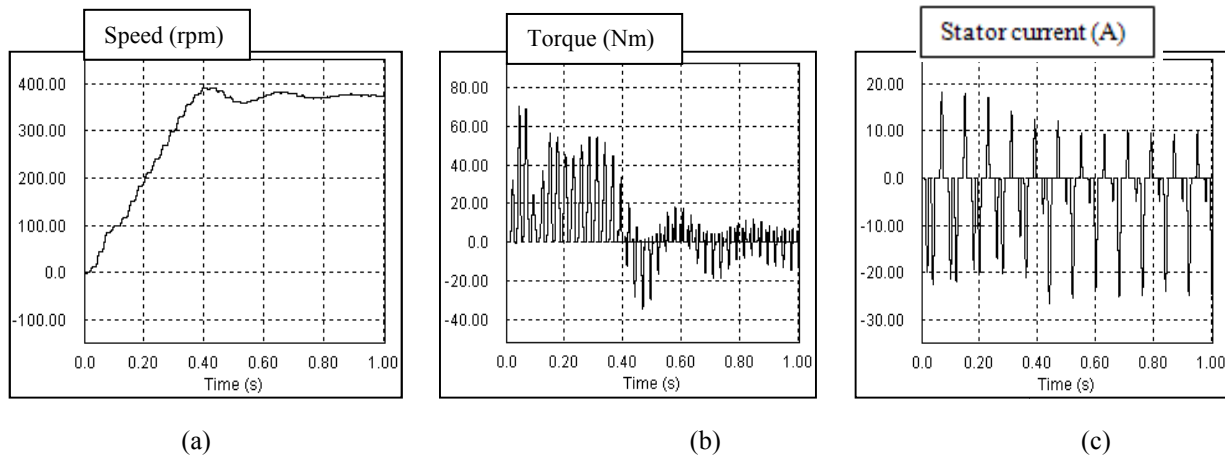 Speed (rpm)
400.00
300.00
200.00
100.00
0.0
-100.00
0.0 0.20 0.40 0.60 0.80 1.00
Time (s)
(a)
Torque (Nm)
80.00
60.00
40.00
20.00
0.0
-20.00
-40.00
0.0 0.20 0.40 0.60 0.80 1.00
Time (s)
(b)
Stator current (A)
20.00
10.00
0.0
-10.00
-20.00
-30.00
0.0 0.20 0.40 0.60 0.80 1.00
Time (s)
(c)